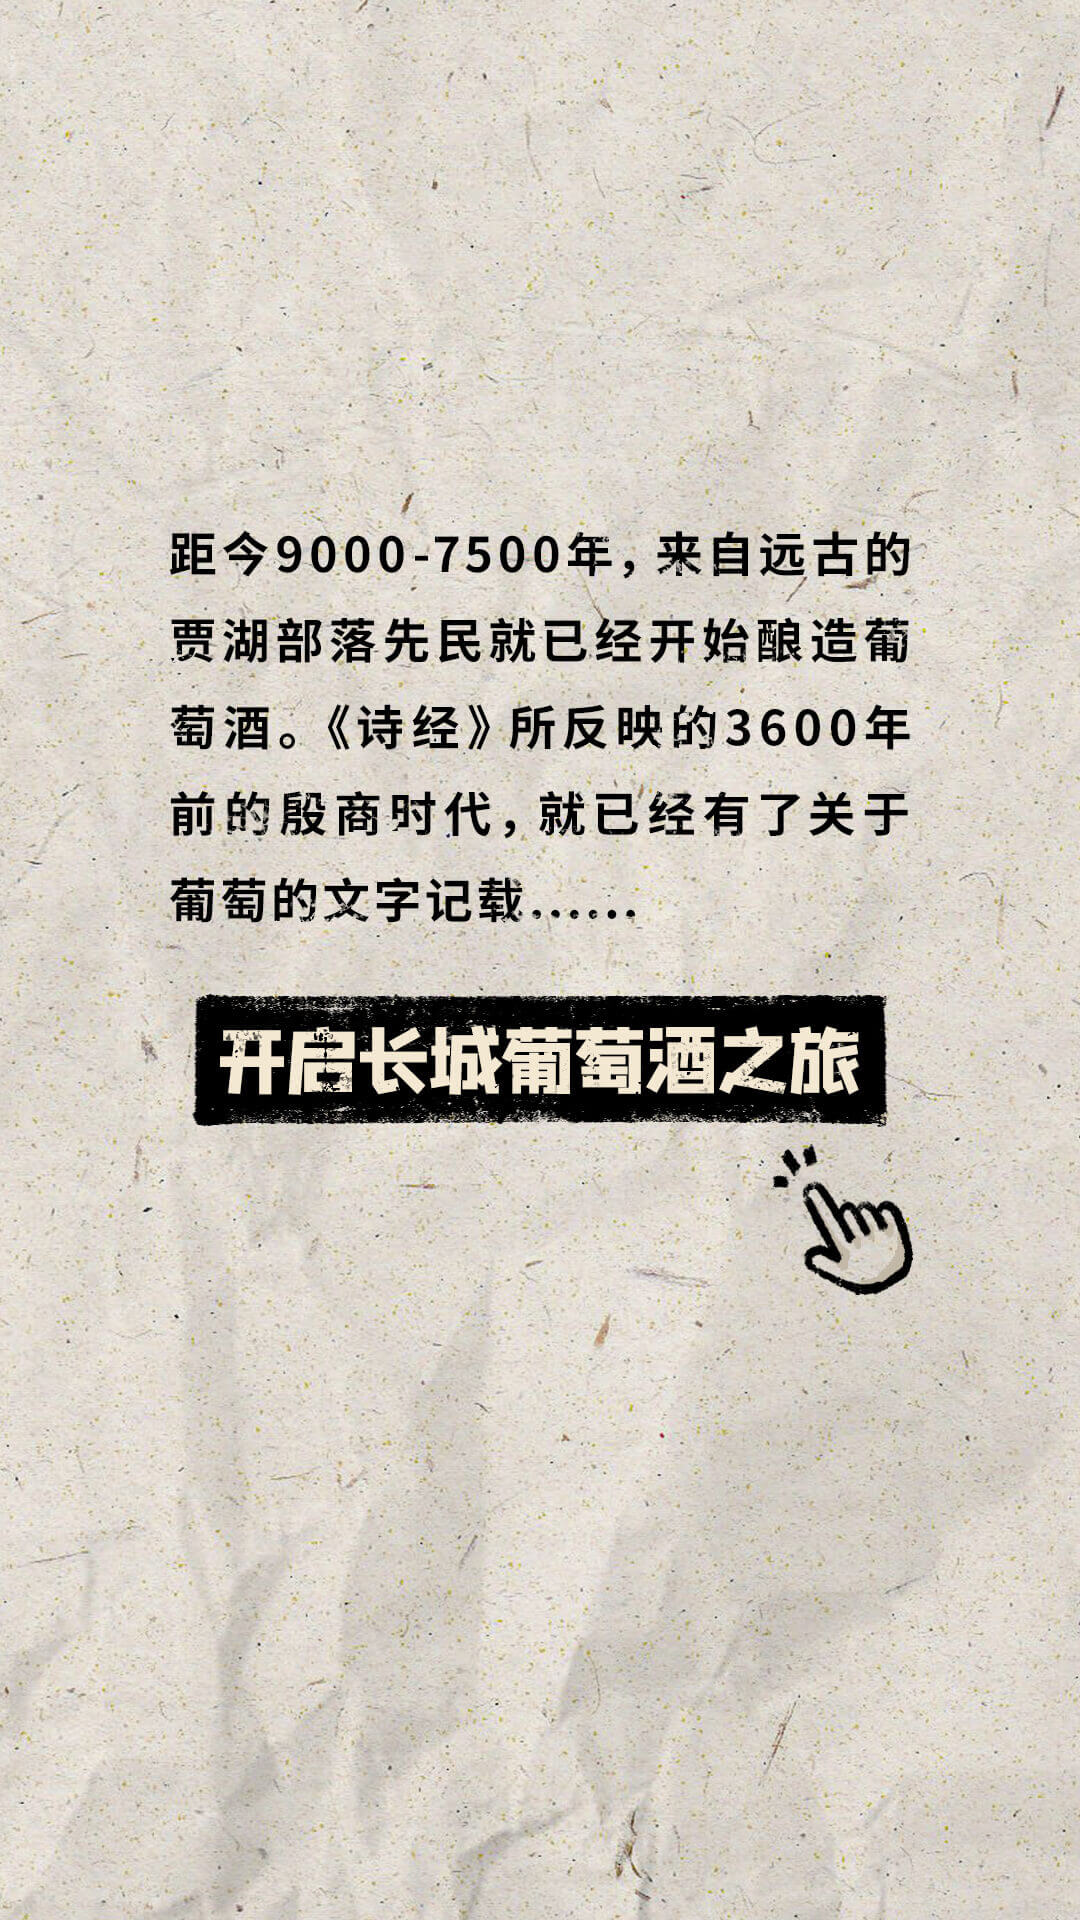 距今9000-7500年，来自远古的
贾湖部落先民就已经开始酿造葡
萄酒。《诗经》所反映的3600年
前的殷商时代，就已经有了关于
葡萄的文字记载......
开启长城葡萄酒之旅